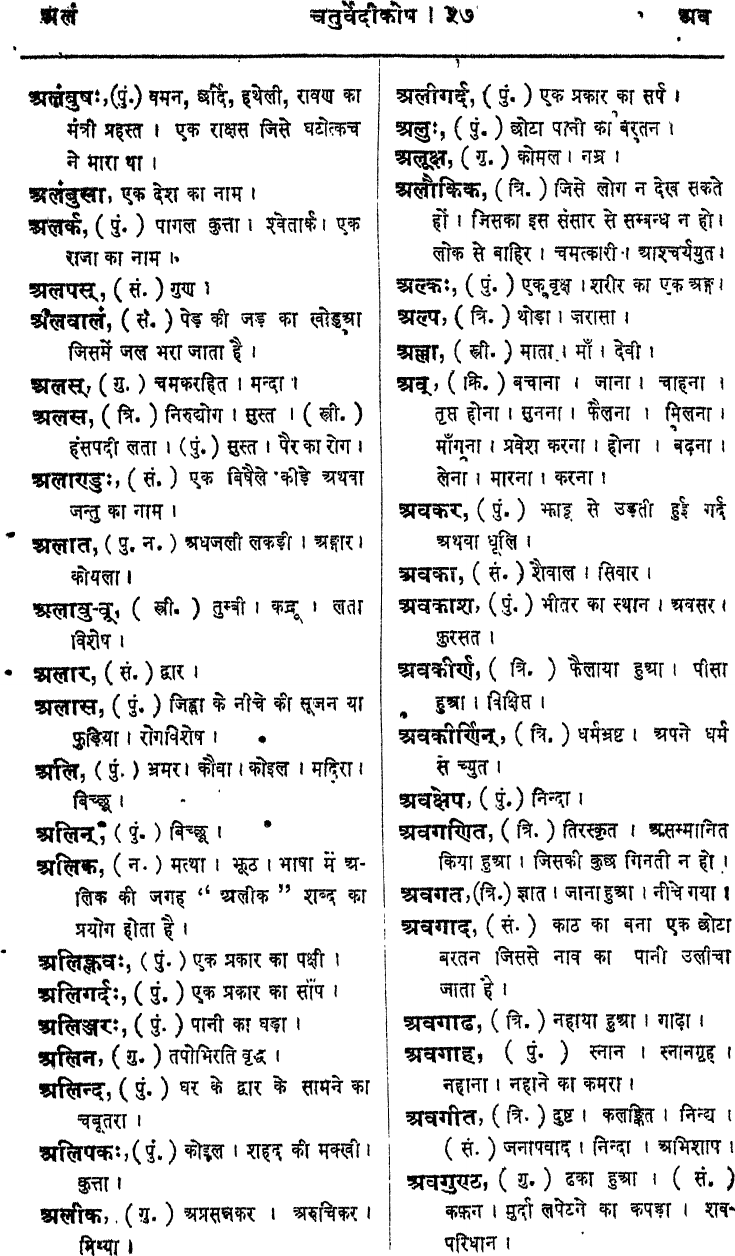 अलं चतुर्वेदीकोष । ३७ अव
अलंबुषः,(पुं.) वमन, छर्दि, हथेली, रावण का
मंत्री प्रहस्त । एक राक्षस जिसे घटोत्कच
ने मारा था ।
अलंबुसा, एक देश का नाम ।
अलर्क, (पुं.) पागल कुत्ता । श्वेतार्क। एक
राजा का नाम ।
अलपस्, (सं.) गुण ।
अलवालं, (सं.) पेड़ की जड़ का खोडुआ
जिसमें जल भरा जाता है ।
अलस्, (गु.) चमकरहित । मन्दा ।
अलस, (त्रि.) निरुद्योग । सुस्त । (स्त्री.)
हंसपदी लता । (पुं.) सुस्त । पैर का रोग ।
अलाण्डुः, (सं.) एक विषैले कीड़े अथवा
जन्तु का नाम ।
अलात, (पु. न.) अधजली लकड़ी । अङ्गार।
कोयला ।
अलाबु-बू, ( स्त्री. ) तुम्बी । कद्दू । लता
विशेष ।
अलार, (सं.) द्वार ।
अलास, (पुं.) जिह्वा के नीचे की सूजन या
फुड़िया । रोगविशेष ।
अलि, (पुं.) भ्रमर। कौवा । कोइल । मदिरा।
बिच्छू ।
अलिन्, (पुं.) बिच्छू ।
अलिक, (न.) मत्था । झूठ । भाषा में अ-
लिक की जगह “ अलीक ” शब्द का
प्रयोग होता है ।
अलिक्लवः, (पुं.) एक प्रकार का पक्षी ।
अलिगर्दः, (पुं.) एक प्रकार का साँप ।
अलिञ्जरः, (पुं.) पानी का घड़ा ।
अलिन, (गु.) तपोभिरति वृद्ध ।
अलिन्द, (पुं.) घर के द्वार के सामने का
चबूतरा ।
अलिपकः,(पुं.) कोइल । शहद की मक्खी।
कुत्ता ।
अलीक, (गु.) अप्रसन्नकर । अरुचिकर ।
मिथ्या ।
अलीगर्द, (पुं.) एक प्रकार का सर्प ।
अलुः, (पुं.) छोटा पानी का बरतन ।
अलूक्ष, (गु.) कोमल । नम्र ।
अलौकिक, (त्रि.) जिसे लोग न देख सकते
हों । जिसका इस संसार से सम्बन्ध न हो।
लोक से बाहिर । चमत्कारी । आश्चर्ययुत।
अल्कः, (पुं.) एक वृक्ष । शरीर का एक अङ्ग।
अल्प, (त्रि.) थोड़ा । ज़रासा ।
अल्ला, (स्त्री.) माता । माँ । देवी ।
अव्, (क्रि.) बचाना । जाना । चाहना ।
तृप्त होना । सुनना । फैलना । मिलना ।
माँगना । प्रवेश करना । होना । बढ़ना ।
लेना । मारना । करना ।
अवकर, (पुं.) झाड़ू से उड़ती हुई गर्द
अथवा धूलि ।
अवका, (सं.) शैवाल । सिवार ।
अवकाश, (पुं.) भीतर का स्थान । अवसर ।
फ़ुरसत ।
अवकीर्ण, (त्रि.) फैलाया हुआ । पीसा
हुआ । विक्षिप्त ।
अवकीर्णिन्, (त्रि.) धर्मभ्रष्ट । अपने धर्म
से च्युत ।
अवक्षेप, (पुं.) निन्दा ।
अवगणित, (त्रि.) तिरस्कृत । असम्मानित
किया हुआ । जिसकी कुछ गिनती न हो ।
अवगत,(त्रि.) ज्ञात । जाना हुआ । नीचे गया ।
अवगाद, (सं.) काठ का बना एक छोटा
बरतन जिससे नाव का पानी उलीचा
जाता है ।
अवगाढ, (त्रि.) नहाया हुआ । गाढ़ा ।
अवगाह, (पुं.) स्नान । स्नानगृह ।
नहाना । नहाने का कमरा ।
अवगीत, (त्रि.) दुष्ट । कलङ्कित । निन्द्य ।
(सं.) जनापवाद । निन्दा । अभिशाप ।
अवगुण्ठ, (गु.) ढका हुआ । (सं.)
कफ़न । मुर्दा लपेटने का कपड़ा । शव-
परिधान ।